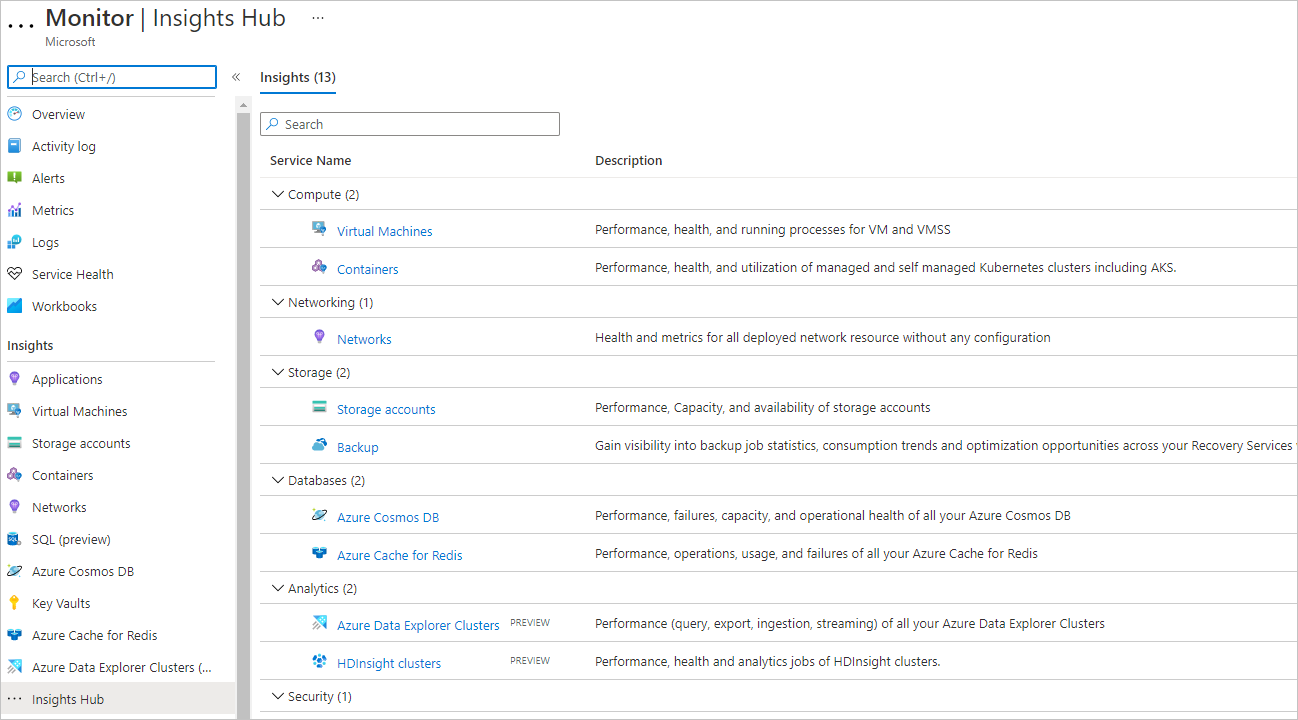 Monitor | Insights Hub ...
Microsoft
Search (Ctrl+/)
«
Overview
Activity log
Alerts
Metrics
Logs
Service Health
Workbooks
Insights
Applications
Virtual Machines
Storage accounts
Containers
Networks
SQL (preview)
Azure Cosmos DB
Key Vaults
Azure Cache for Redis
Azure Data Explorer Clusters (...
Insights Hub
Insights (13)
Search
Service Name Description
Compute (2)
Virtual Machines Performance, health, and running processes for VM and VMSS
Containers Performance, health, and utilization of managed and self managed Kubernetes clusters including AKS.
Networking (1)
Networks Health and metrics for all deployed network resource without any configuration
Storage (2)
Storage accounts Performance, Capacity, and availability of storage accounts
Backup Gain visibility into backup job statistics, consumption trends and optimization opportunities across your Recovery Services
Databases (2)
Azure Cosmos DB Performance, failures, capacity, and operational health of all your Azure Cosmos DB
Azure Cache for Redis Performance, operations, usage, and failures of all your Azure Cache for Redis
Analytics (2)
Azure Data Explorer Clusters PREVIEW Performance (query, export, ingestion, streaming) of all your Azure Data Explorer Clusters
HDInsight clusters PREVIEW Performance, health and analytics jobs of HDInsight clusters.
Security (1)